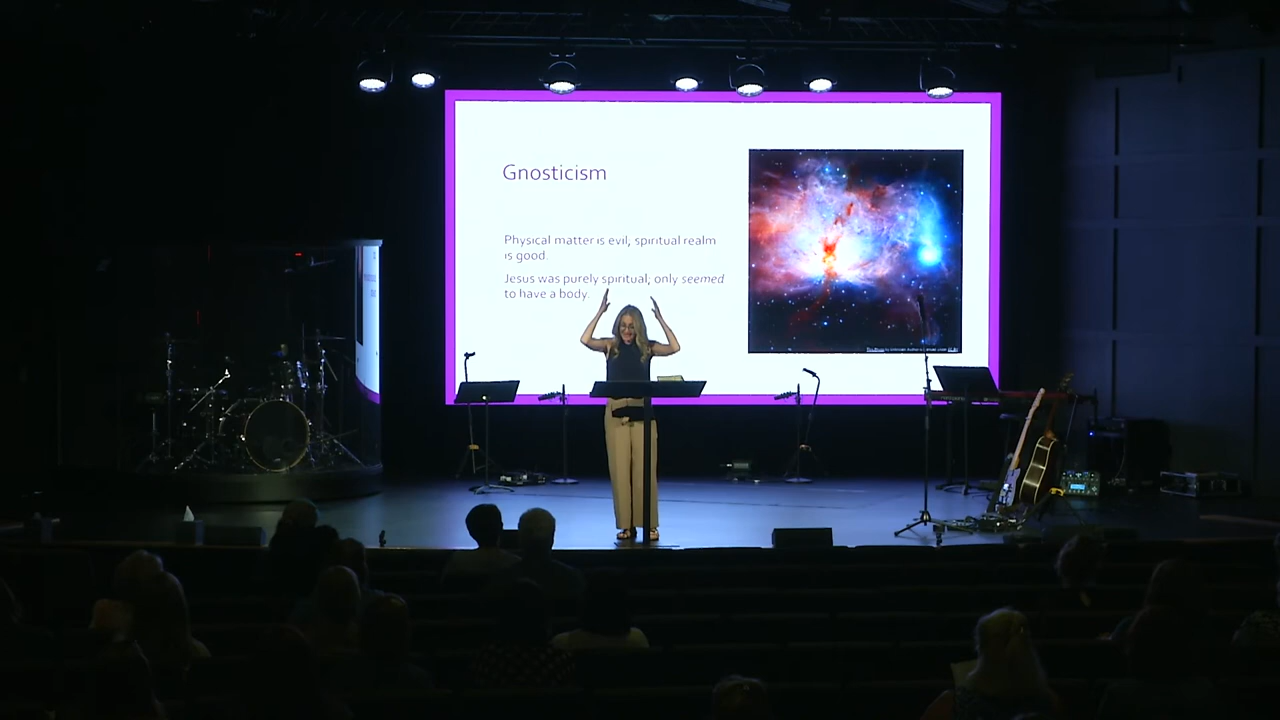 Gnosticism
Physical matter is evil, spiritual realm
is good.
Jesus was purely spiritual; only seemed
to have a body.